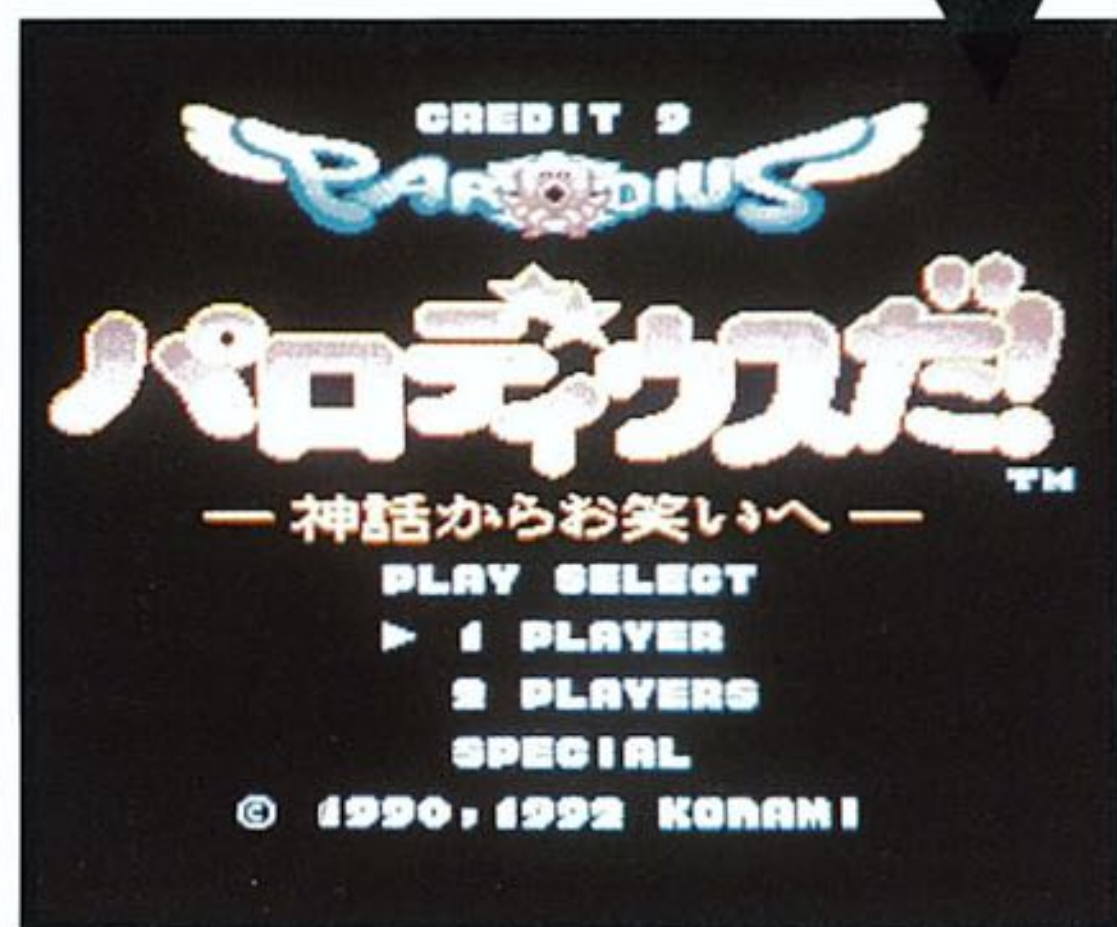 CREDIT 9
PARODIUS
パロディウスだ!
TM
— 神話からお笑いへ —
PLAY SELECT
▶ 1 PLAYER
2 PLAYERS
SPECIAL
© 1990, 1992 KONAMI